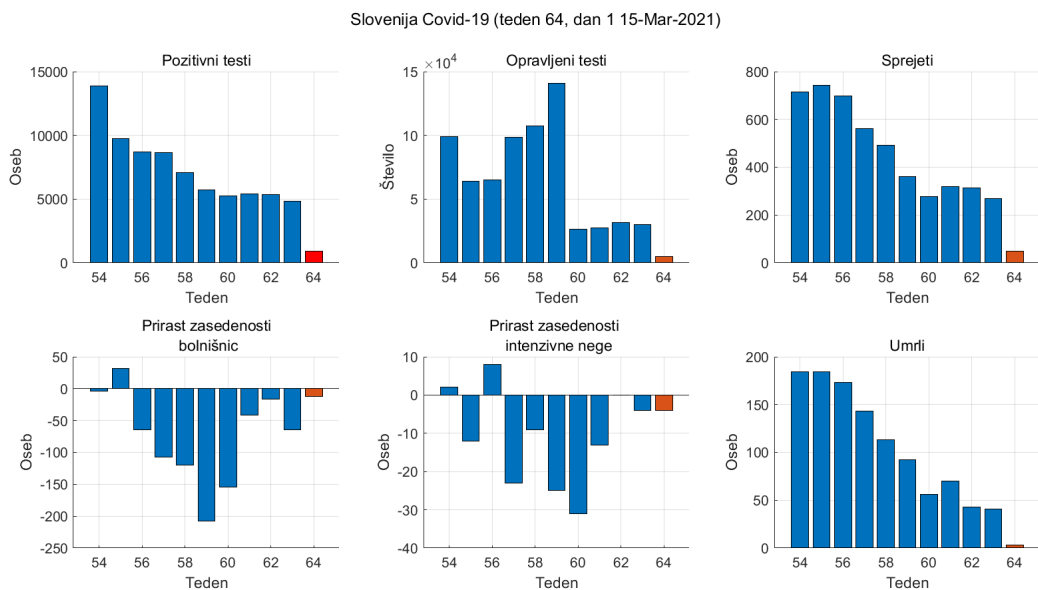 Slovenija Covid-19 (teden 64, dan 1 15-Mar-2021)
Pozitivni testi
15000
10000
5000
0
Oseb
54 56 58 60 62 64
Teden
Opravljeni testi
×10^4
15
10
5
0
Število
54 56 58 60 62 64
Teden
Sprejeti
800
600
400
200
0
Oseb
54 56 58 60 62 64
Teden
Prirast zasedenosti
bolnišnic
50
0
-50
-100
-150
-200
-250
Oseb
54 56 58 60 62 64
Teden
Prirast zasedenosti
intenzivne nege
10
0
-10
-20
-30
-40
Oseb
54 56 58 60 62 64
Teden
Umrli
200
150
100
50
0
Oseb
54 56 58 60 62 64
Teden